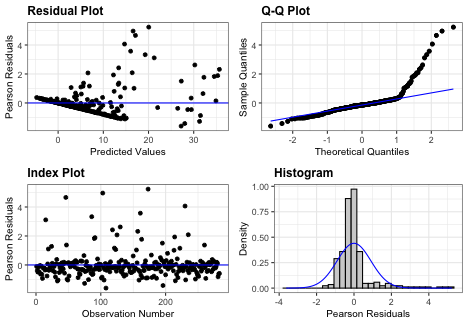 Residual Plot
Pearson Residuals
4
2
0
0
10
20
30
Predicted Values
Q-Q Plot
Sample Quantiles
4
2
0
-2
-1
0
1
2
Theoretical Quantiles
Index Plot
Pearson Residuals
4
2
0
0
100
200
Observation Number
Histogram
Density
1.00
0.75
0.50
0.25
0.00
-4
-2
0
2
4
Pearson Residuals